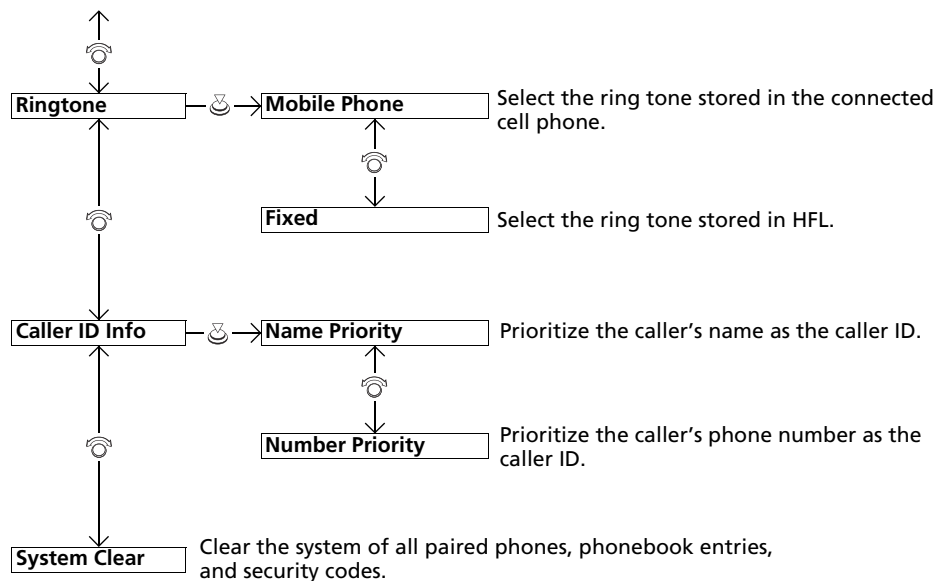 Ringtone
Mobile Phone
Select the ring tone stored in the connected
cell phone.
Fixed
Select the ring tone stored in HFL.
Caller ID Info
Name Priority
Prioritize the caller’s name as the caller ID.
Number Priority
Prioritize the caller’s phone number as the
caller ID.
System Clear
Clear the system of all paired phones, phonebook entries,
and security codes.